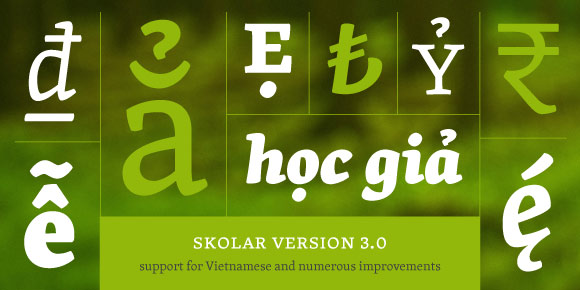 ₫ ẳ Ẹ ₺ Ỷ ₹
ễ học giả ę́
SKOLAR VERSION 3.0
support for Vietnamese and numerous improvements